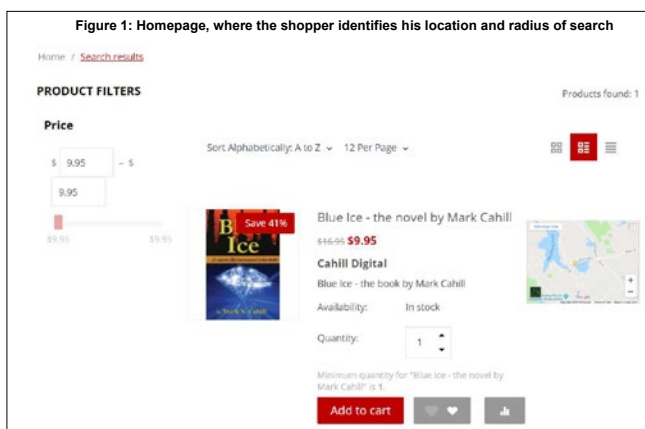 Figure 1: Homepage, where the shopper identifies his location and radius of search
Home / Search results
PRODUCT FILTERS
Products found: 1
Price
Sort Alphabetically: A to Z
12 Per Page
$ 9.95 – $
9.95
$9.95 $9.95
Save 41%
Blue
Ice
Blue Ice - the novel by Mark Cahill
$16.95 $9.95
Cahill Digital
Blue Ice - the book by Mark Cahill
Availability: In stock
Quantity: 1
Minimum quantity for "Blue Ice - the novel by
Mark Cahill" is 1.
Add to cart